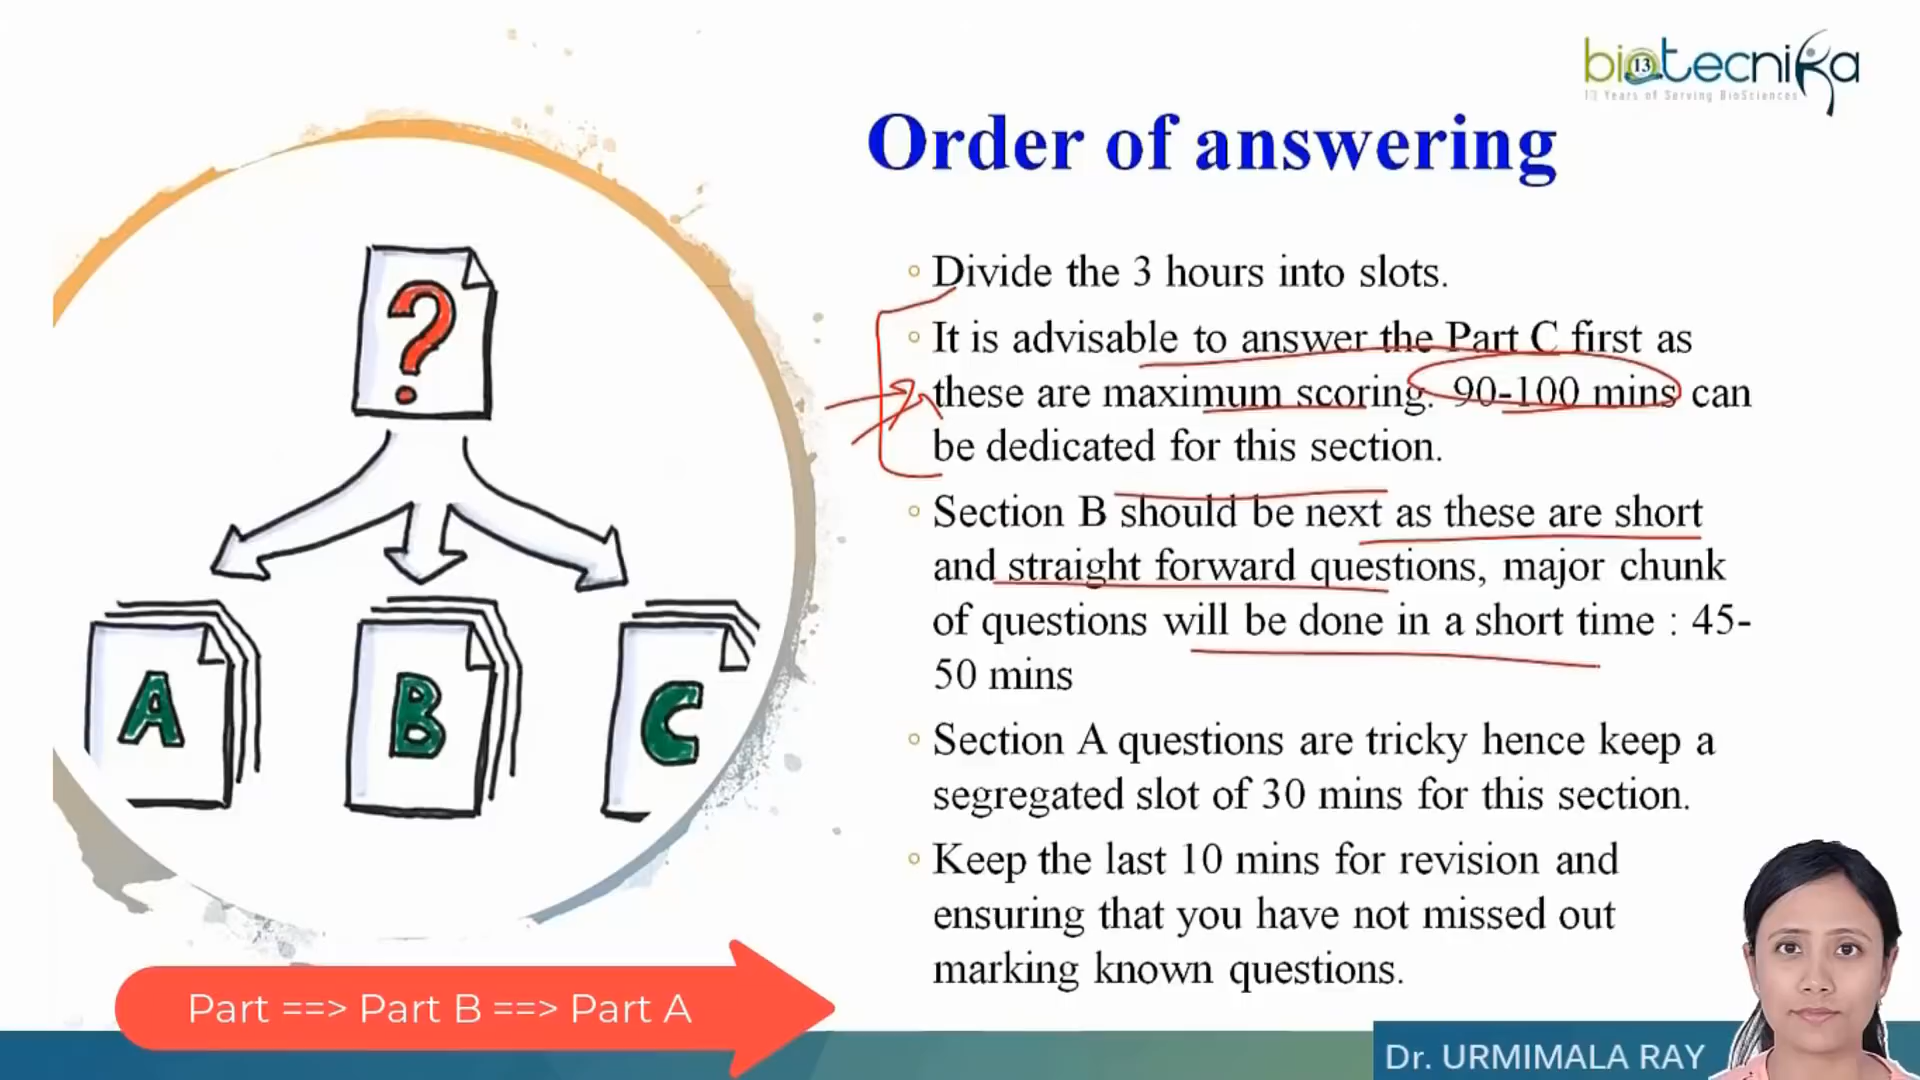 biotecnika
13
13 Years of Serving BioSciences
Order of answering
Divide the 3 hours into slots.
It is advisable to answer the Part C first as
these are maximum scoring. 90-100 mins can
be dedicated for this section.
Section B should be next as these are short
and straight forward questions, major chunk
of questions will be done in a short time : 45-
50 mins
Section A questions are tricky hence keep a
segregated slot of 30 mins for this section.
Keep the last 10 mins for revision and
ensuring that you have not missed out
marking known questions.
?
A B C
Part ==> Part B ==> Part A
Dr. URMIMALA RAY